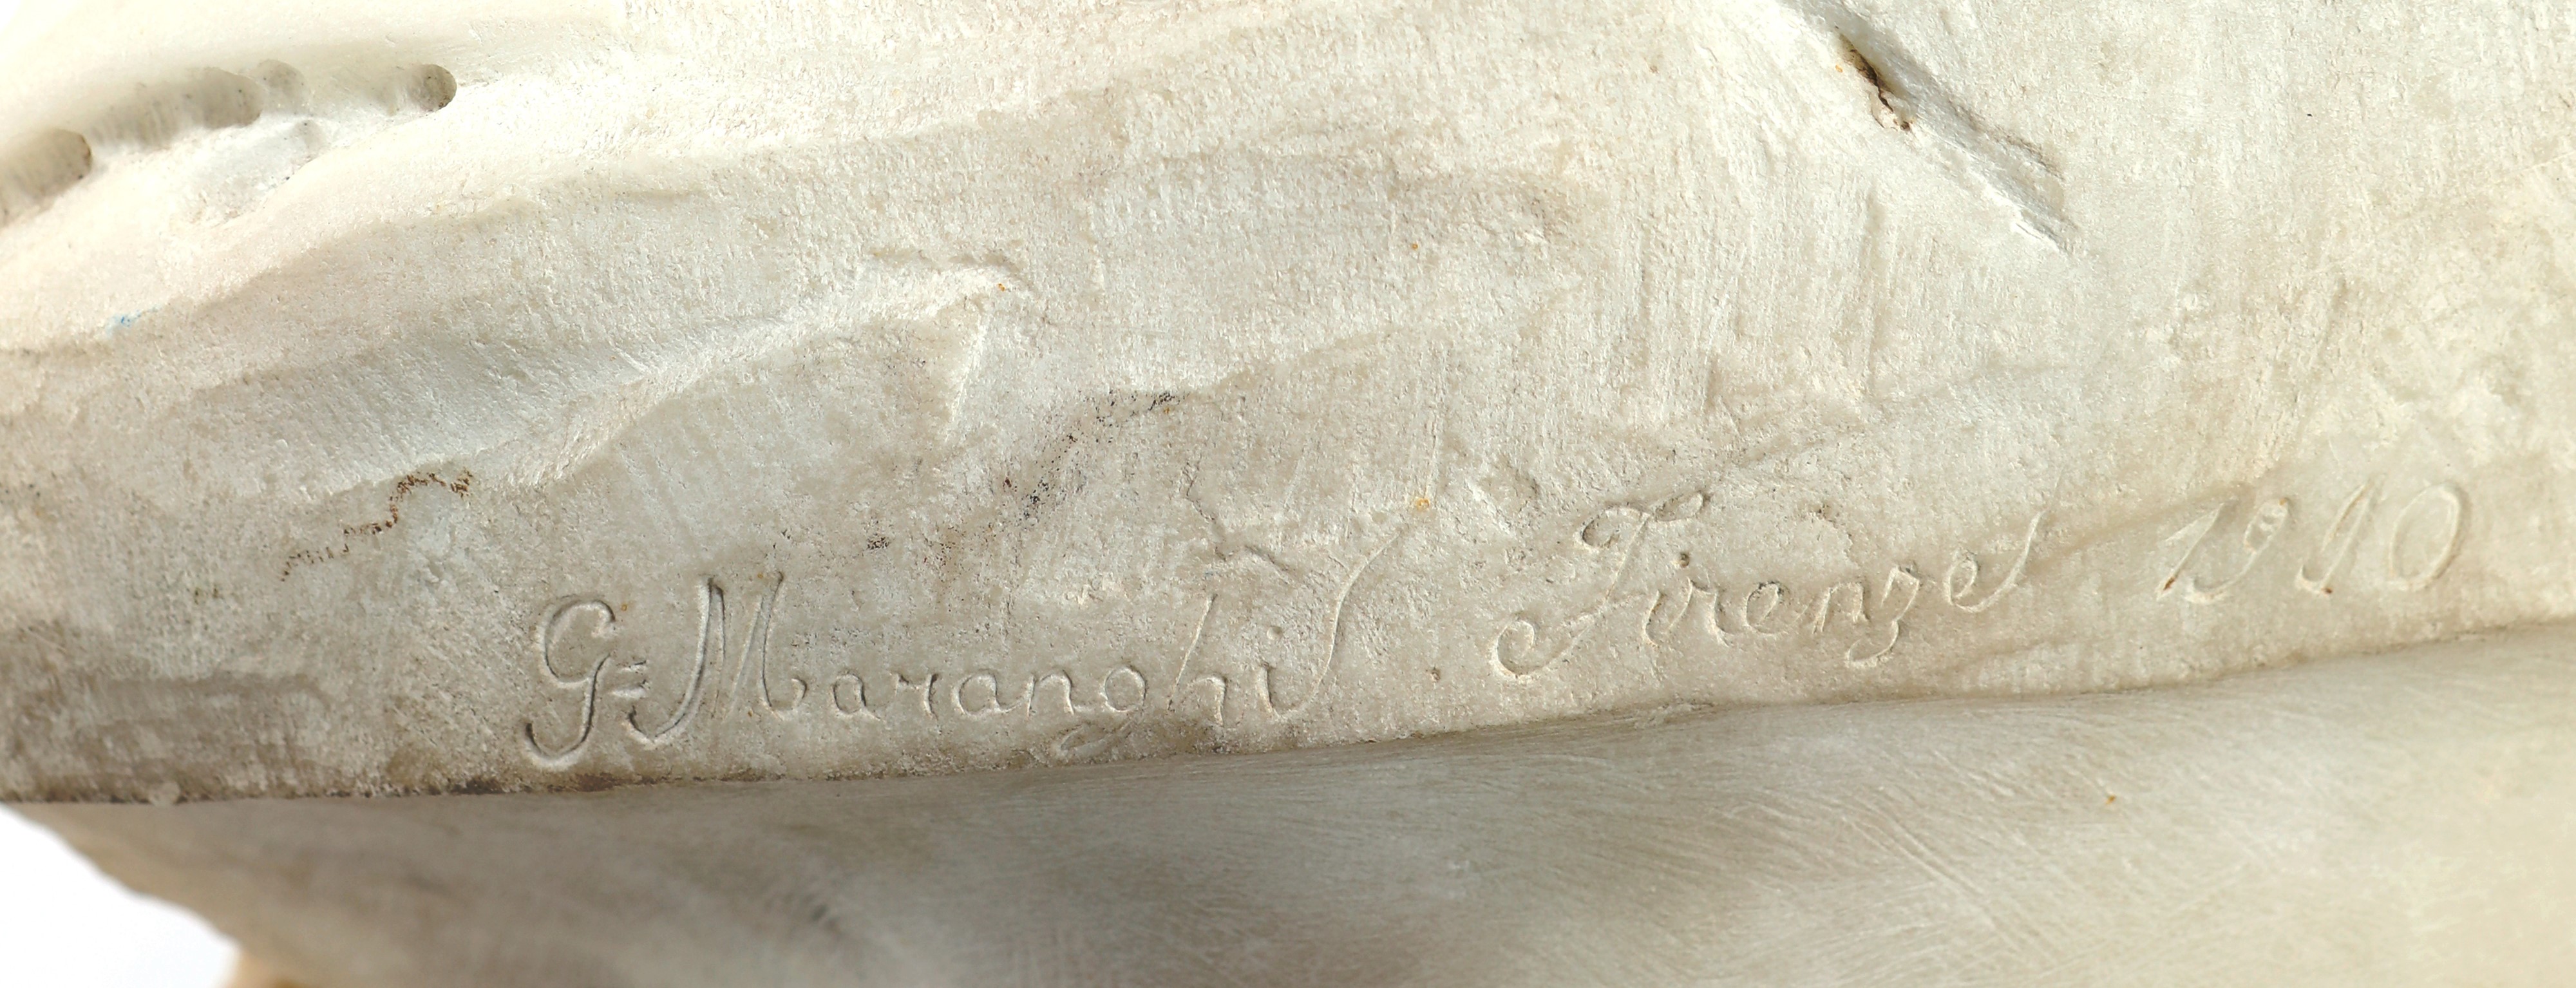 G= Maranghi Firenze 1910